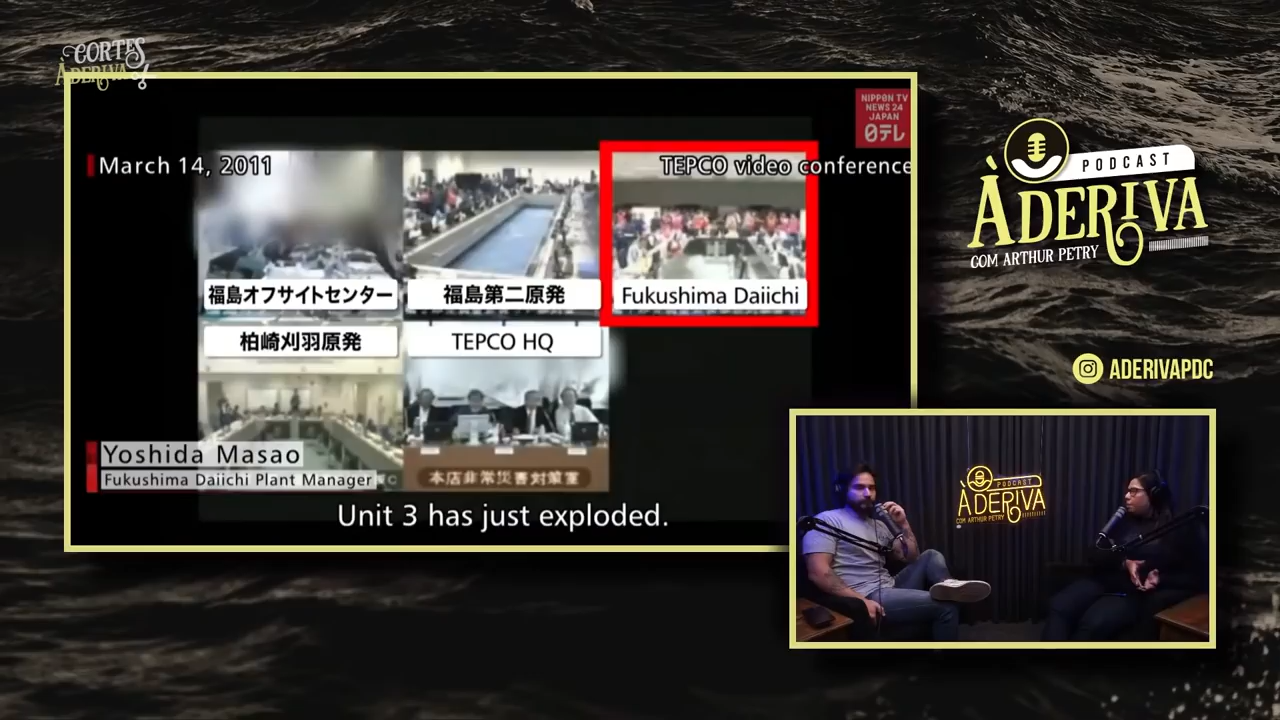 CORTES
ÀDERIVA
NIPPON TV
NEWS 24
JAPAN
日テレ
March 14, 2011
TEPCO video conference
福島オフサイトセンター
福島第二原発
Fukushima Daiichi
柏崎刈羽原発
TEPCO HQ
Yoshida Masao
Fukushima Daiichi Plant Manager
本店非常災害対策室
Unit 3 has just exploded.
PODCAST
ÀDERIVA
COM ARTHUR PETRY
ADERIVAPDC
PODCAST
ÀDERIVA
COM ARTHUR PETRY